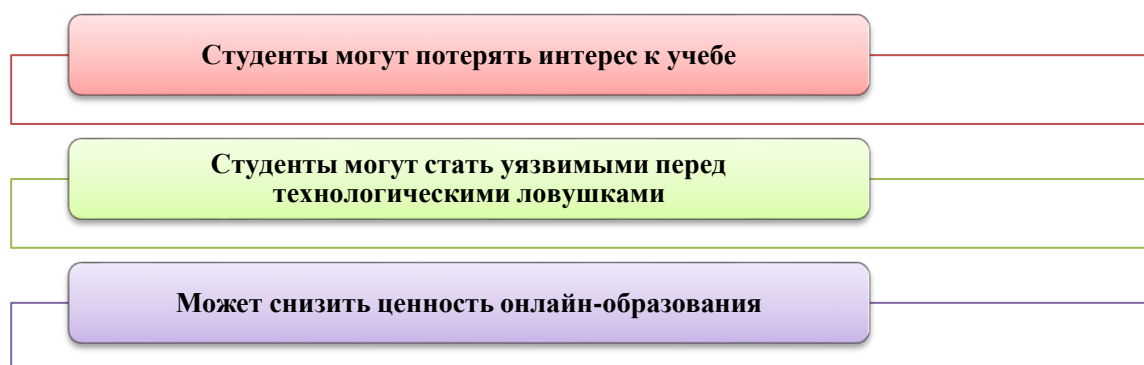 Студенты могут потерять интерес к учебе
Студенты могут стать уязвимыми перед
технологическими ловушками
Может снизить ценность онлайн-образования